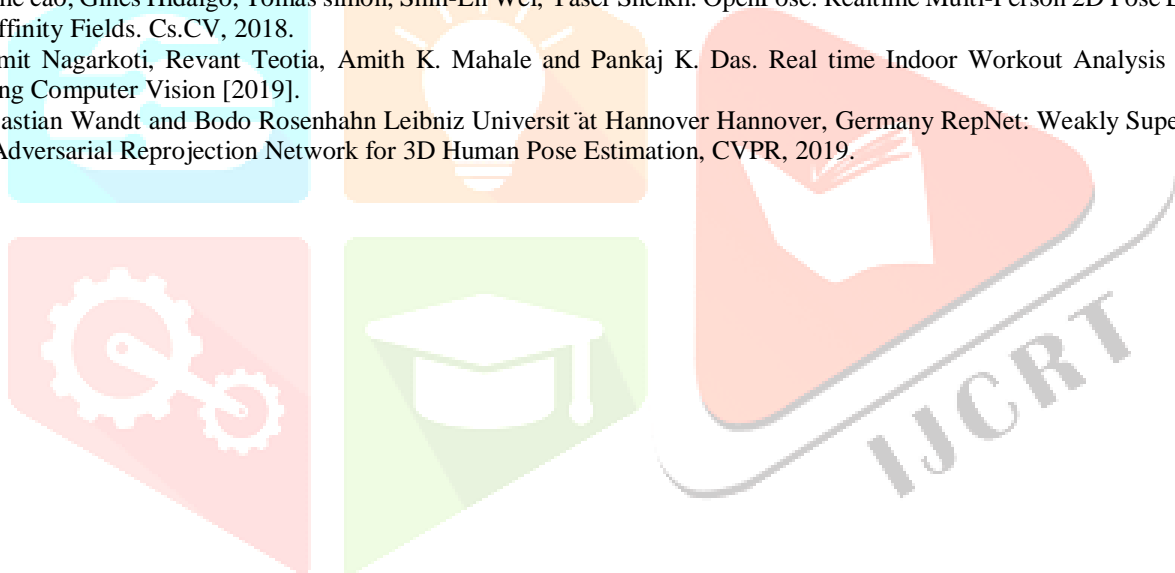 ne cao, Gines Hidalgo, Tomas simon, Shih-En Wei, Yaser Sheikh. OpenPose: Realtime Multi-Person 2D Pose
ffinity Fields. Cs.CV, 2018.
mit Nagarkoti, Revant Teotia, Amith K. Mahale and Pankaj K. Das. Real time Indoor Workout Analysis
ng Computer Vision [2019].
astian Wandt and Bodo Rosenhahn Leibniz Universit ̈at Hannover Hannover, Germany RepNet: Weakly Supe
Adversarial Reprojection Network for 3D Human Pose Estimation, CVPR, 2019.
IJCRT